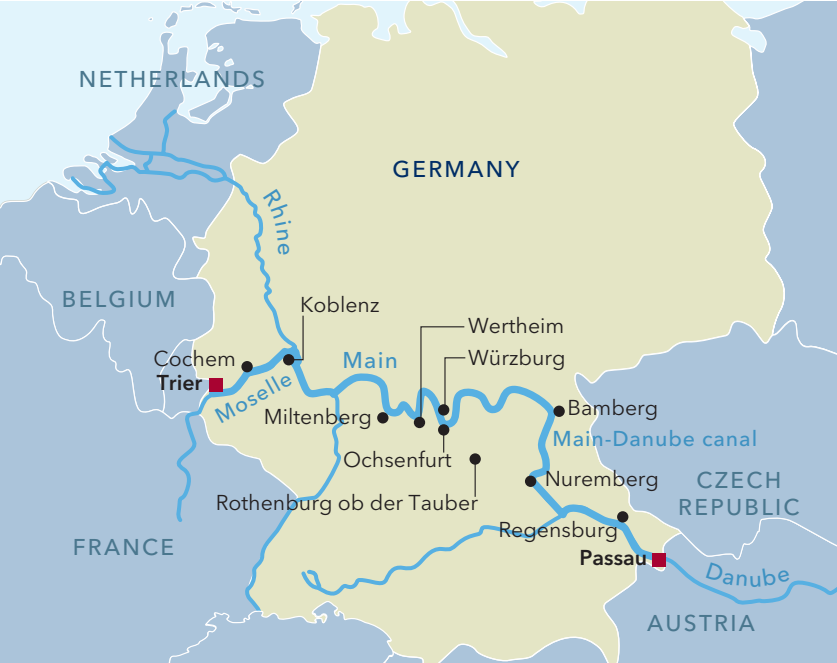 NETHERLANDS
GERMANY
Rhine
BELGIUM
Koblenz
Wertheim
Cochem
Main
Würzburg
Trier
Moselle
Miltenberg
Bamberg
Main-Danube canal
Ochsenfurt
Nuremberg
CZECH
REPUBLIC
Rothenburg ob der Tauber
Regensburg
FRANCE
Passau
Danube
AUSTRIA